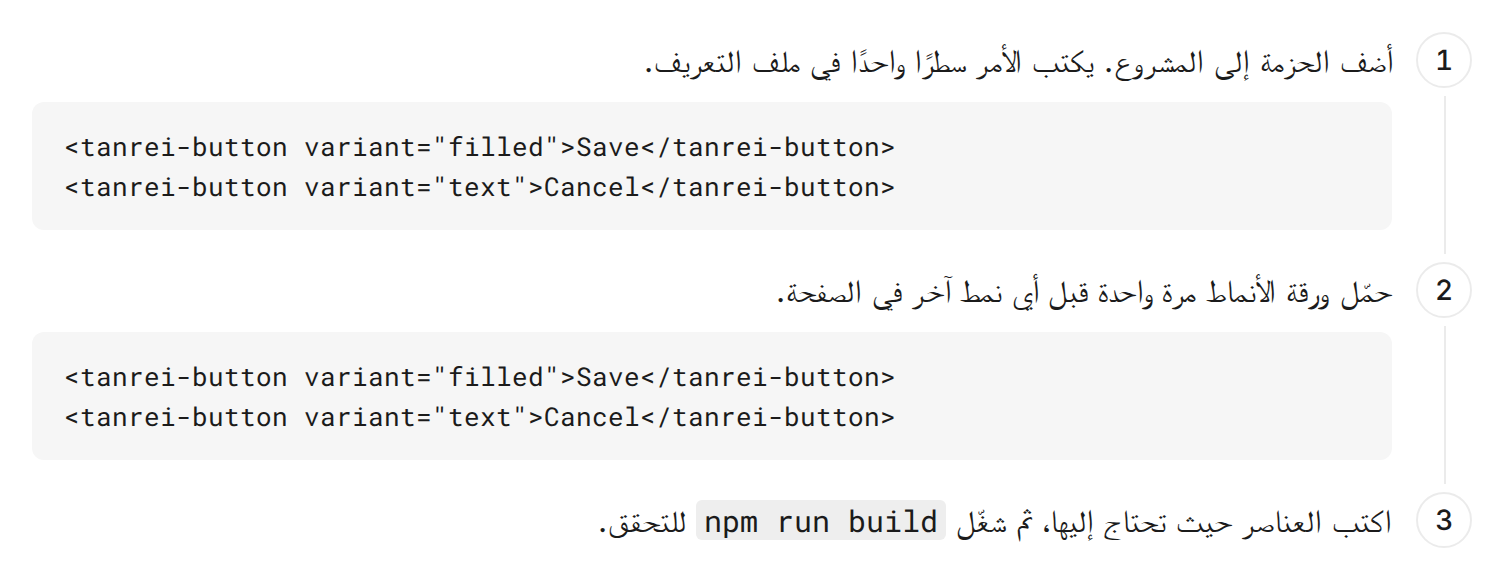 1
أضف الحزمة إلى المشروع. يكتب الأمر سطرًا واحدًا في ملف التعريف.
<tanrei-button variant="filled">Save</tanrei-button>
<tanrei-button variant="text">Cancel</tanrei-button>
2
حمّل ورقة الأنماط مرة واحدة قبل أي نمط آخر في الصفحة.
<tanrei-button variant="filled">Save</tanrei-button>
<tanrei-button variant="text">Cancel</tanrei-button>
3
اكتب العناصر حيث تحتاج إليها، ثم شغّل npm run build للتحقق.